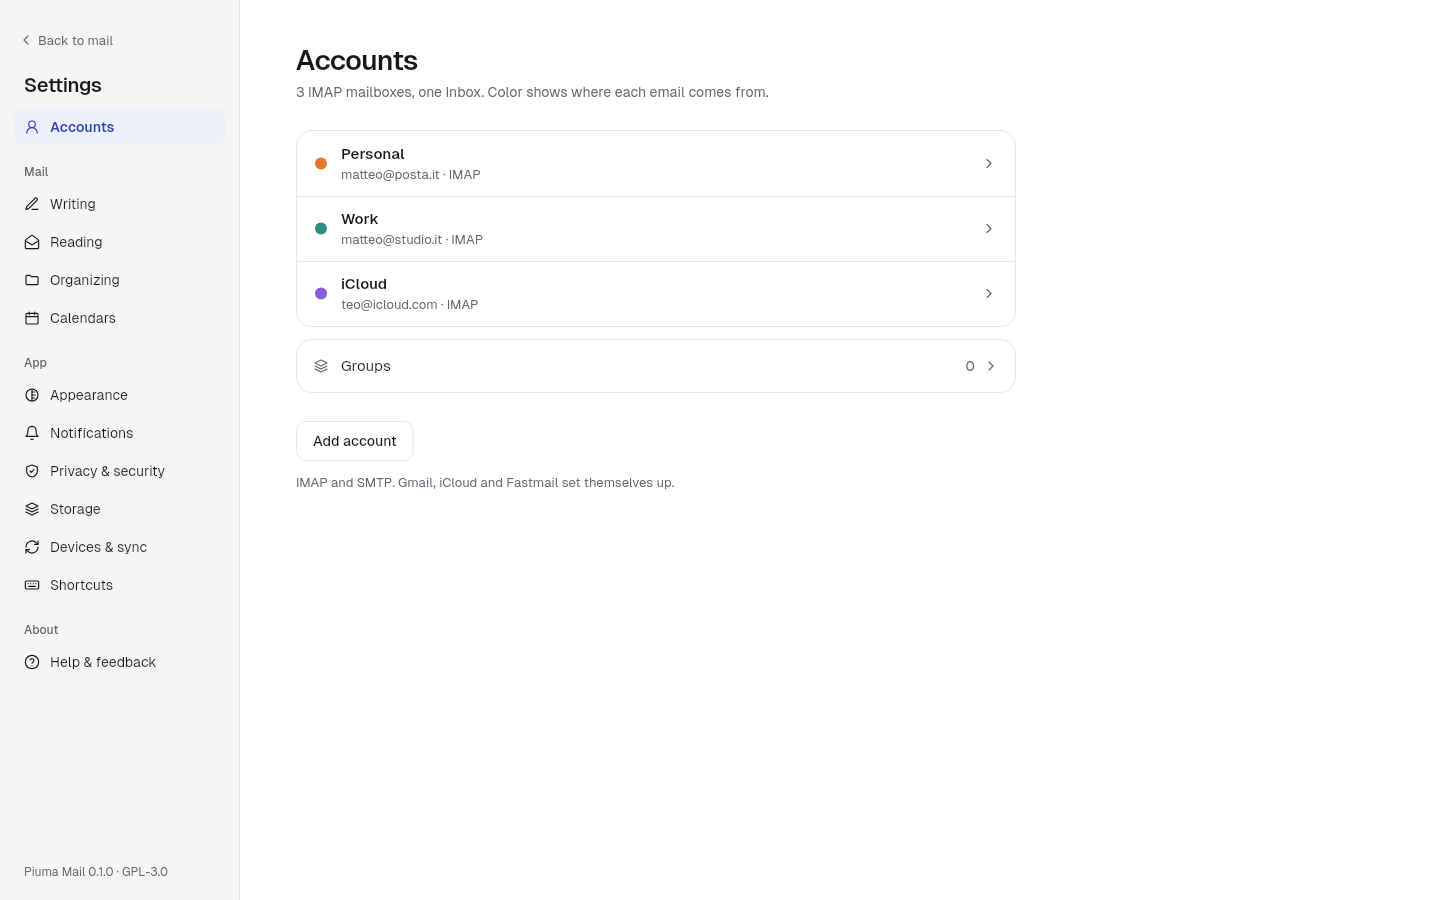 Back to mail
Settings
Accounts
Mail
Writing
Reading
Organizing
Calendars
App
Appearance
Notifications
Privacy & security
Storage
Devices & sync
Shortcuts
About
Help & feedback
Piuma Mail 0.1.0 · GPL-3.0
Accounts
3 IMAP mailboxes, one Inbox. Color shows where each email comes from.
Personal
matteo@posta.it · IMAP
Work
matteo@studio.it · IMAP
iCloud
teo@icloud.com · IMAP
Groups 0
Add account
IMAP and SMTP. Gmail, iCloud and Fastmail set themselves up.